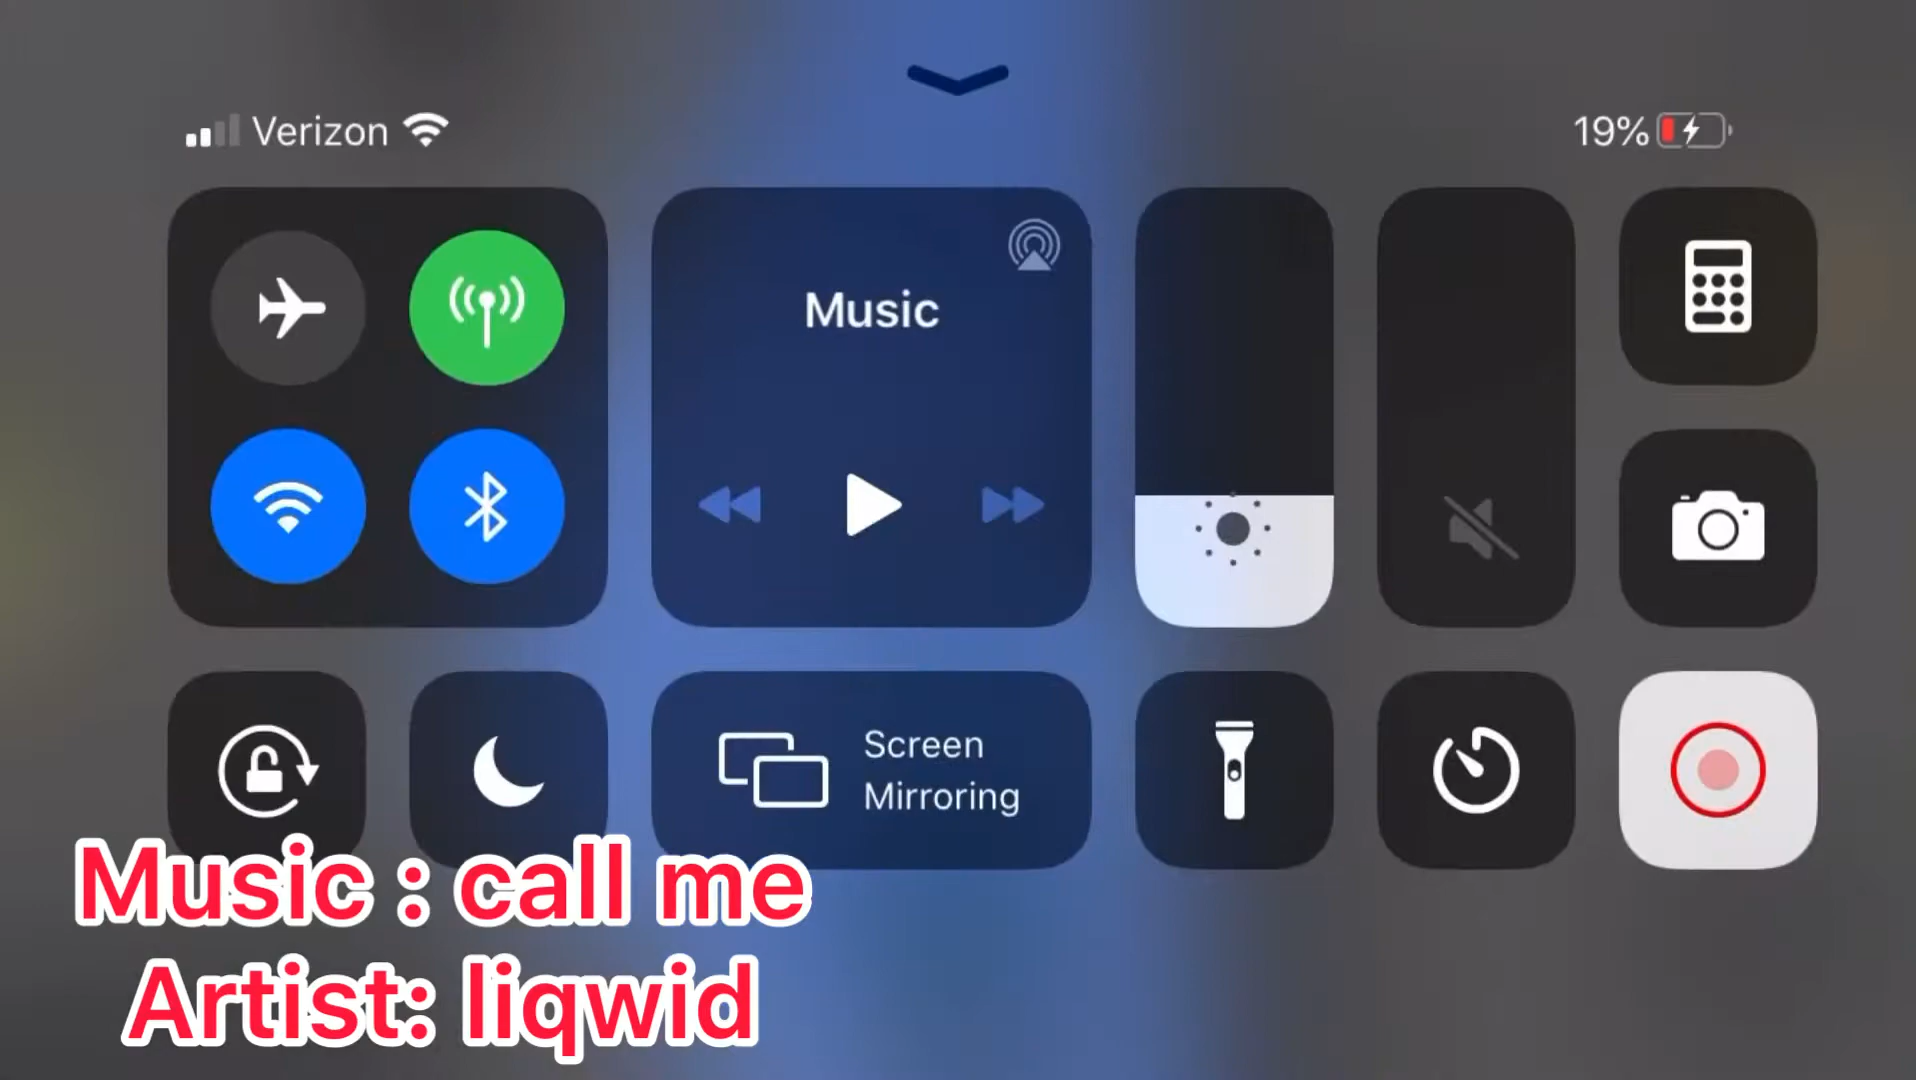 Verizon
19%
Music
Screen
Mirroring
Music : call me
Artist: liqwid